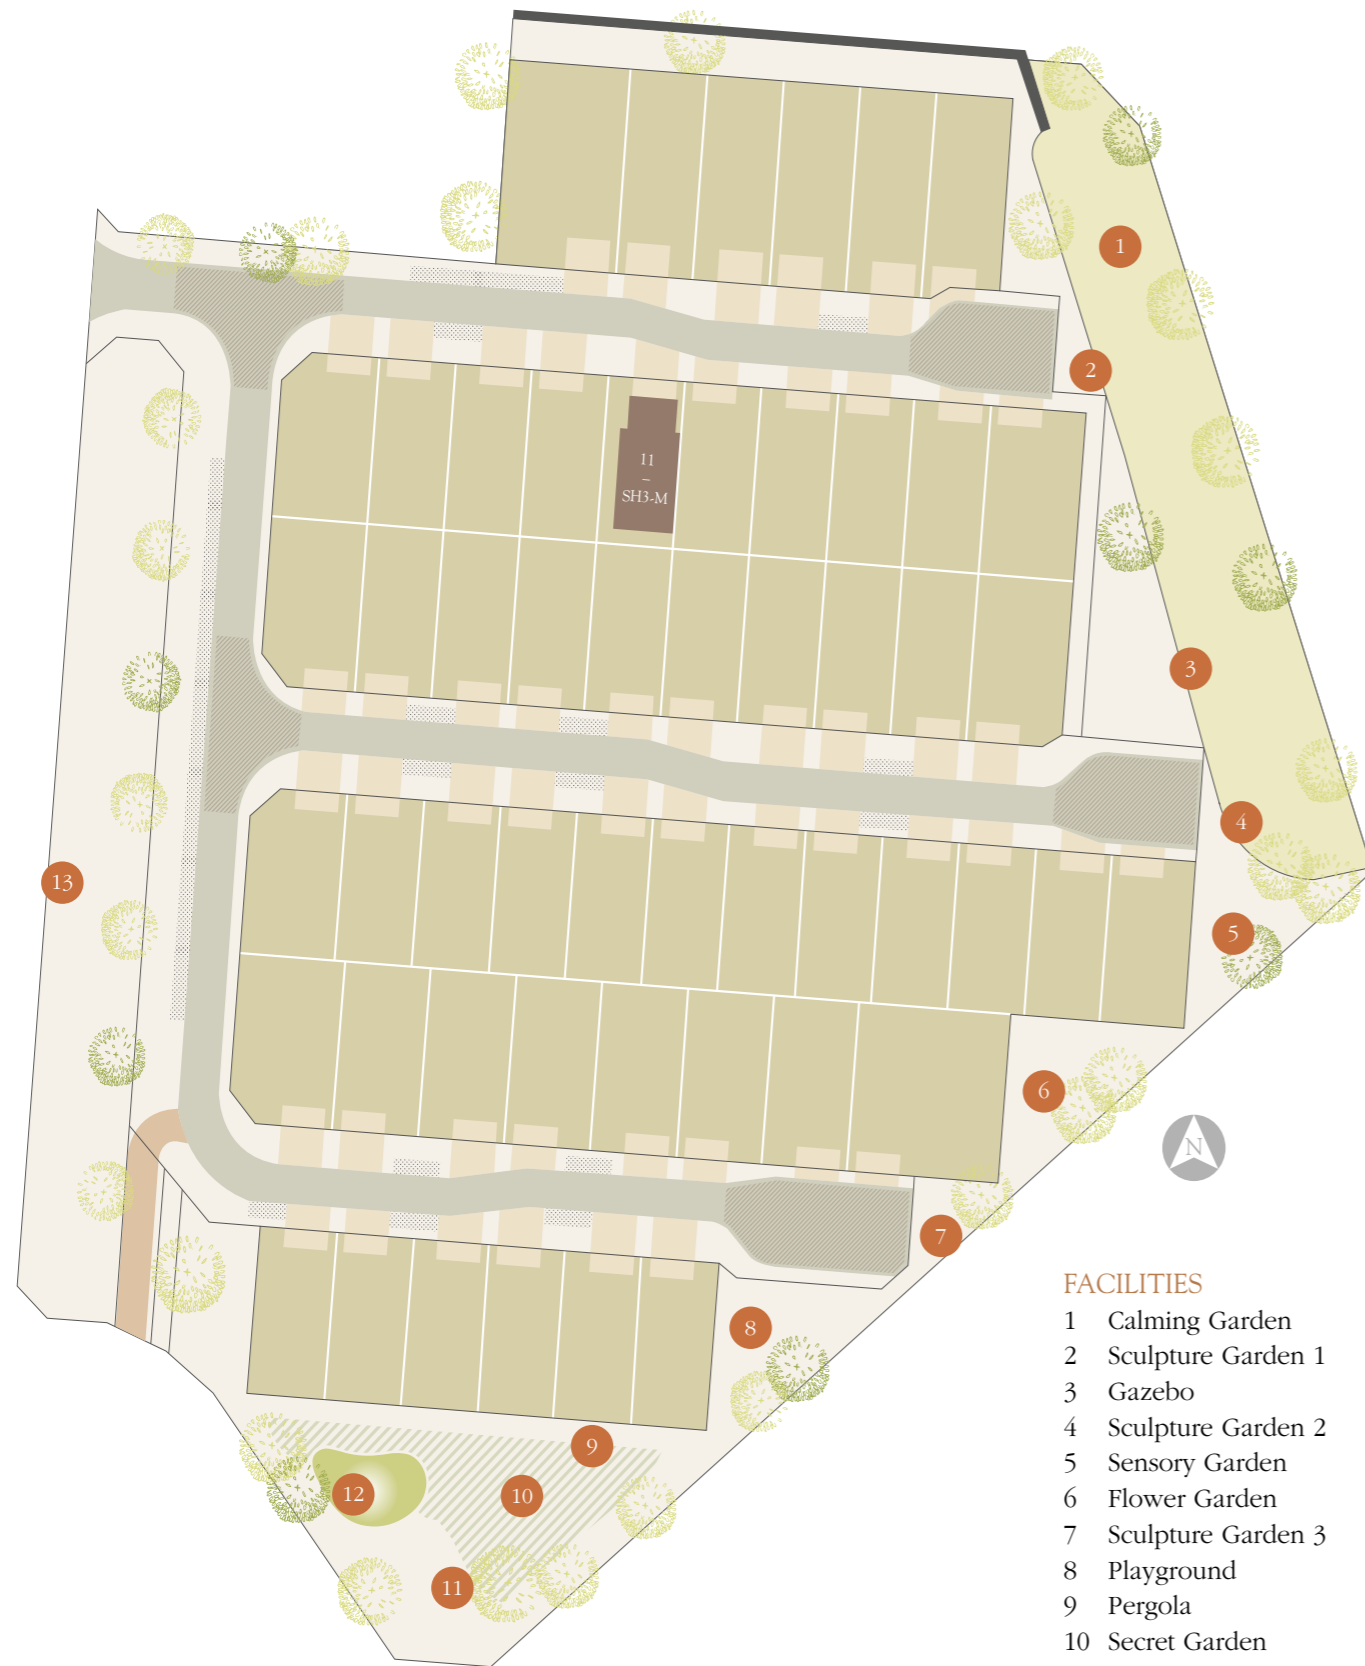 1
2
11
–
SH3-M
3
4
13
5
6
N
7
8
9
12
10
11
FACILITIES
1 Calming Garden
2 Sculpture Garden 1
3 Gazebo
4 Sculpture Garden 2
5 Sensory Garden
6 Flower Garden
7 Sculpture Garden 3
8 Playground
9 Pergola
10 Secret Garden